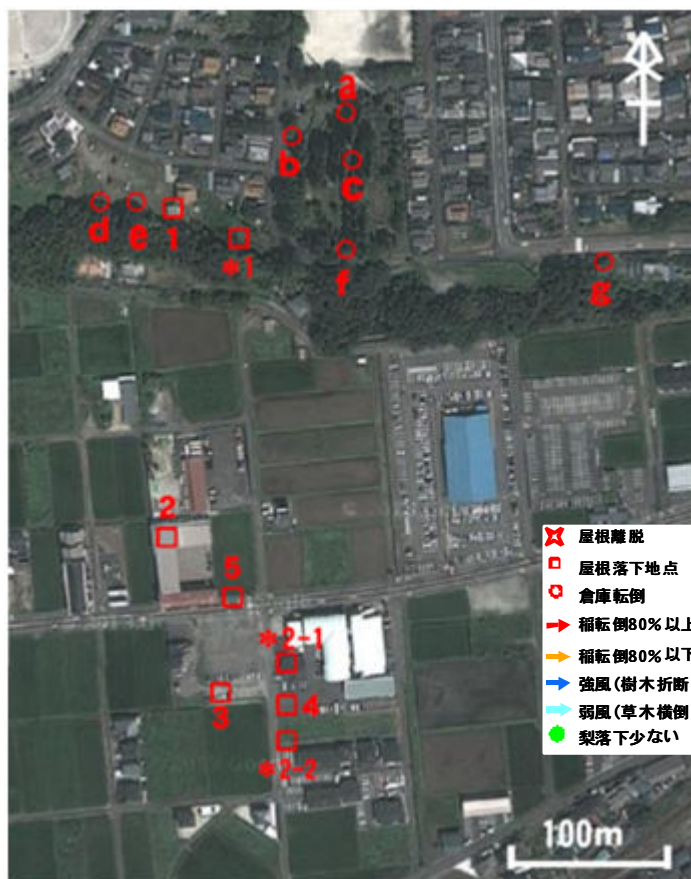 a
b
c
d e 1
*1
f
g
2
5
*2-1
3
4
*2-2
屋根離脱
屋根落下地点
倉庫転倒
稲転倒80%以上
稲転倒80%以下
強風(樹木折断
弱風(草木横倒
梨落下少ない
100m